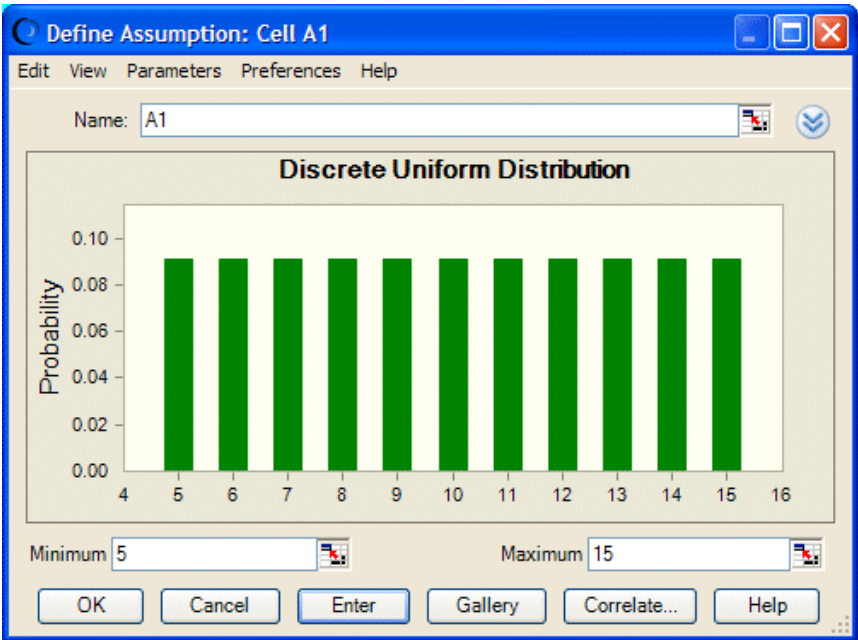 Define Assumption: Cell A1
Edit View Parameters Preferences Help
Name: A1
Discrete Uniform Distribution
Probability
0.10
0.08
0.06
0.04
0.02
0.00
4 5 6 7 8 9 10 11 12 13 14 15 16
Minimum 5 Maximum 15
OK Cancel Enter Gallery Correlate... Help